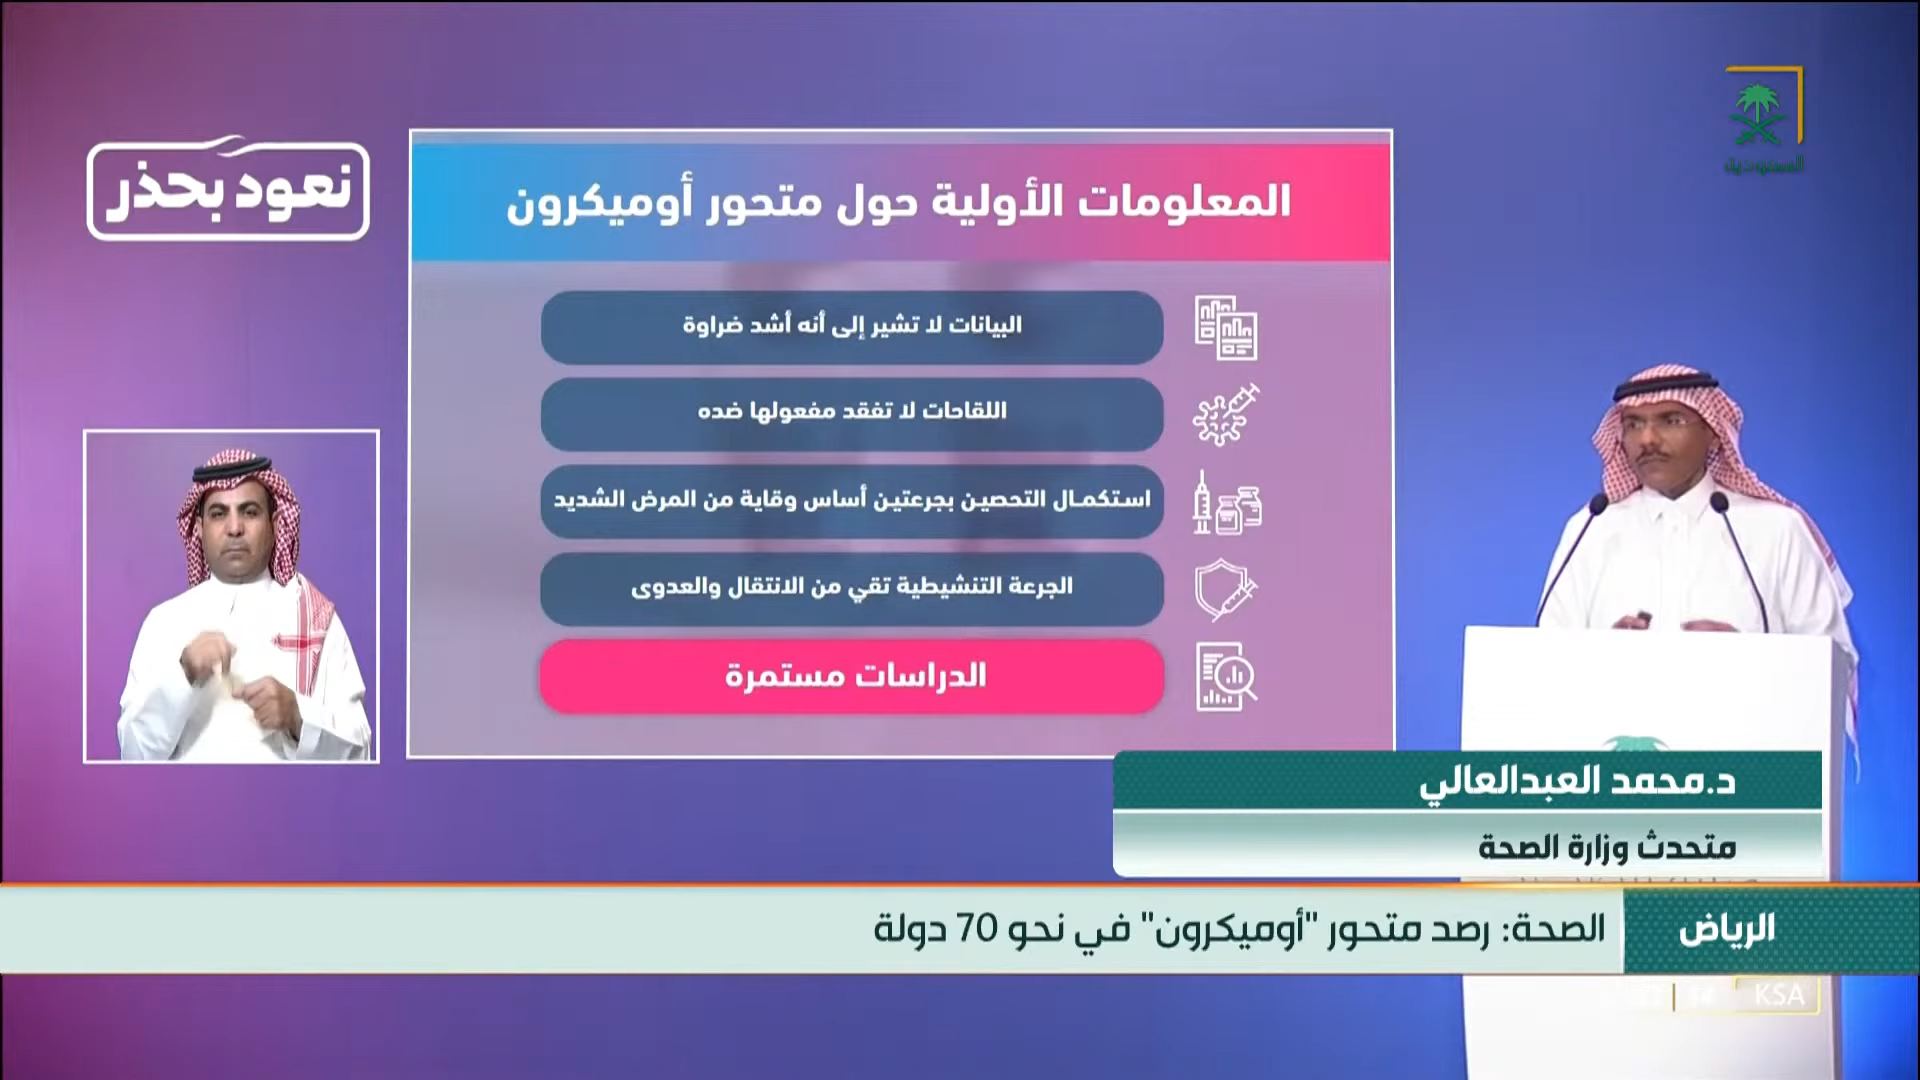 السعودية
نعود بحذر
المعلومات الأولية حول متحور أوميكرون
البيانات لا تشير إلى أنه أشد ضراوة
اللقاحات لا تفقد مفعولها ضده
استكمال التحصين بجرعتين أساس وقاية من المرض الشديد
الجرعة التنشيطية تقي من الانتقال والعدوى
الدراسات مستمرة
د.محمد العبدالعالي
متحدث وزارة الصحة
الرياض
الصحة: رصد متحور "أوميكرون" في نحو 70 دولة
KSA